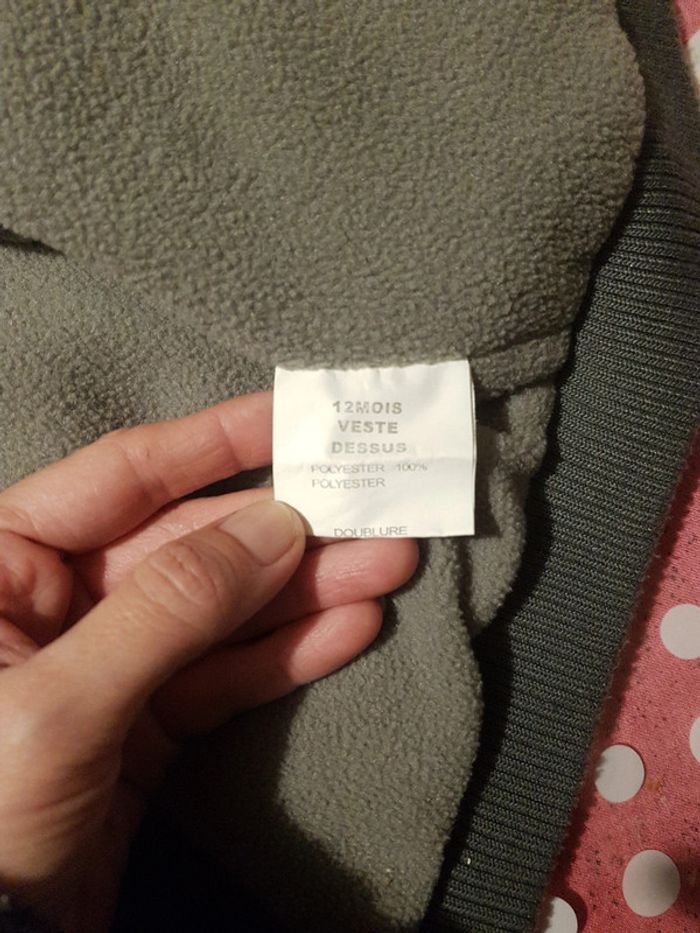 12MOIS
VESTE
DESSUS
POLYESTER 100%
POLYESTER
DOUBLURE